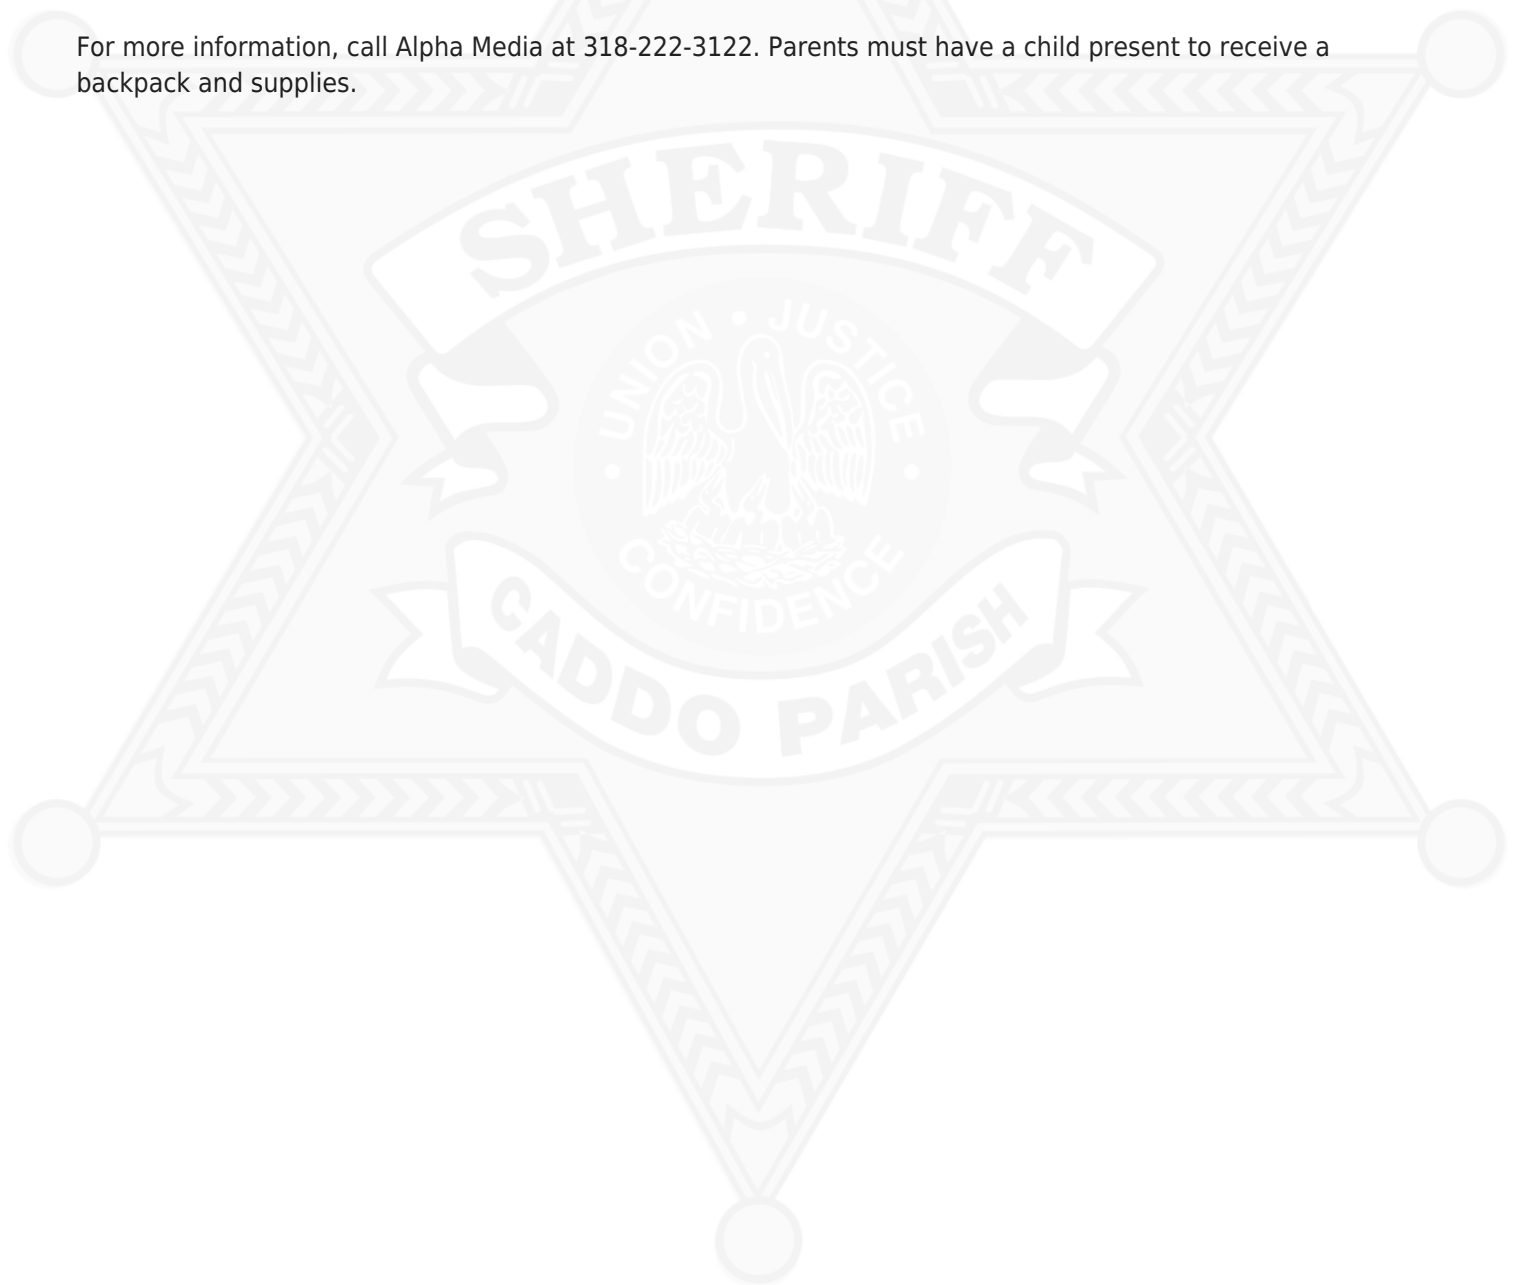 For more information, call Alpha Media at 318-222-3122. Parents must have a child present to receive a
backpack and supplies.
SHERIFF
UNION • JUSTICE
• CONFIDENCE •
CADDO PARISH